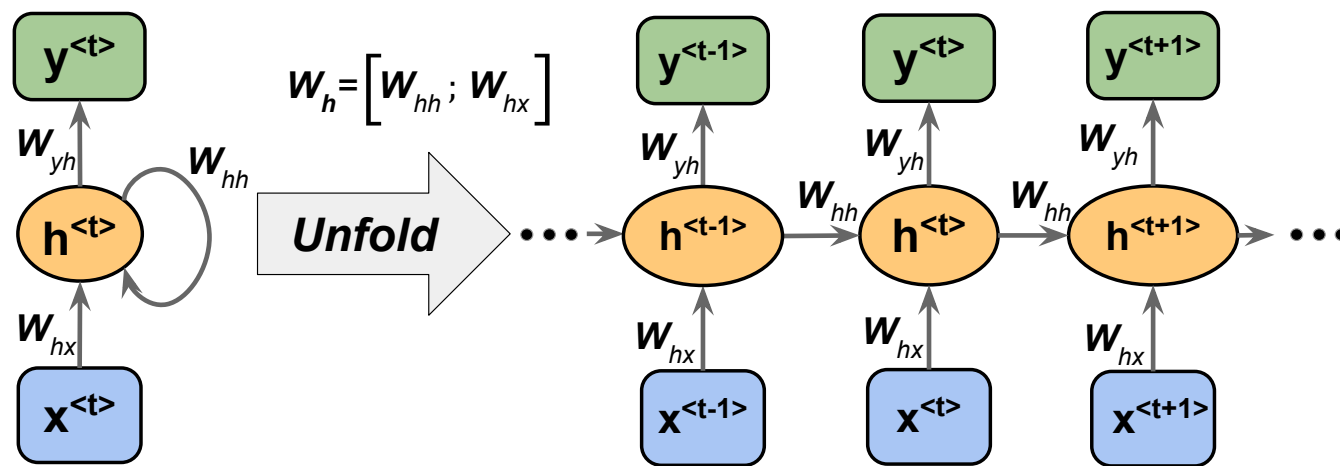 y<t>
W_h = [W_hh ; W_hx]
y<t-1>
y<t>
y<t+1>
W_yh
W_hh
W_yh
W_yh
W_yh
h<t>
Unfold
h<t-1>
W_hh
h<t>
W_hh
h<t+1>
W_hx
W_hx
W_hx
W_hx
x<t>
x<t-1>
x<t>
x<t+1>